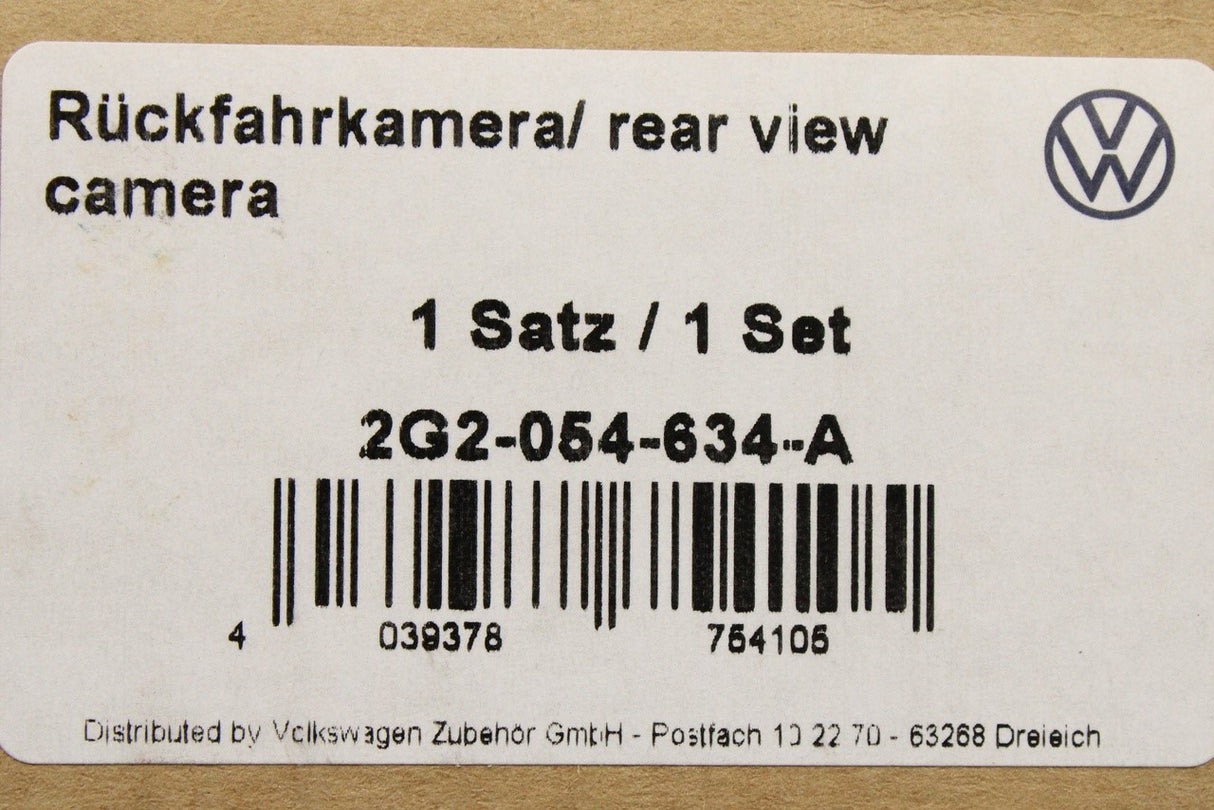 Rückfahrkamera/ rear view
camera
1 Satz / 1 Set
2G2-054-634-A
4 039378 754105
Distributed by Volkswagen Zubehör GmbH - Postfach 10 22 70 - 63268 Dreieich